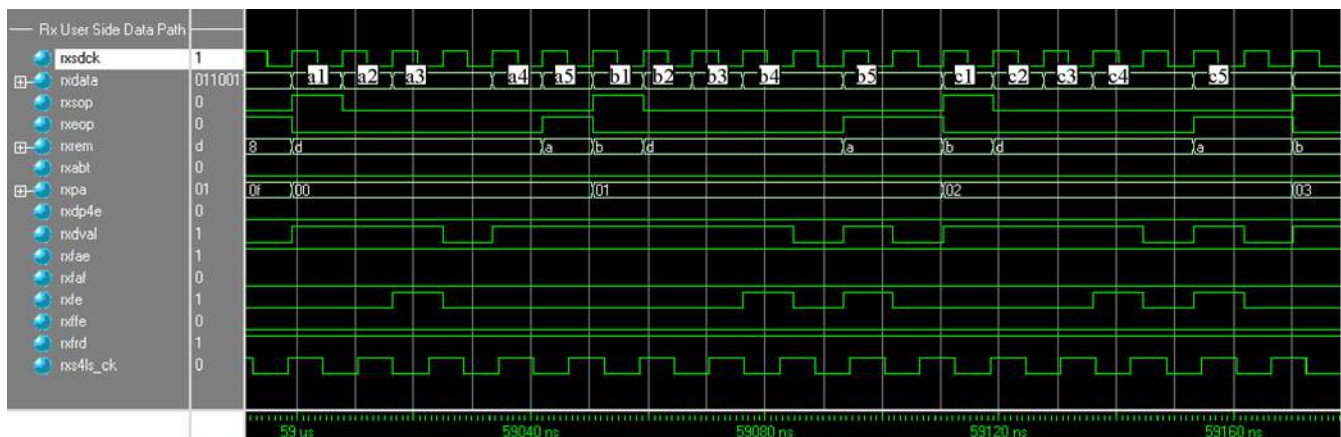 Rx User Side Data Path
rxsdck 1
rxdata 011001 a1 a2 a3 a4 a5 b1 b2 b3 b4 b5 c1 c2 c3 c4 c5
rxsop 0
rxeop 0
rxrem d 8 d a b d a b d a b
rxabt 0
rxpa 01 0f 00 01 02 03
rxdp4e 0
rxdval 1
rxfae 1
rxfaf 0
rxfe 1
rxffe 0
rxfrd 1
rxs4ls_ck 0
59 us 59040 ns 59080 ns 59120 ns 59160 ns